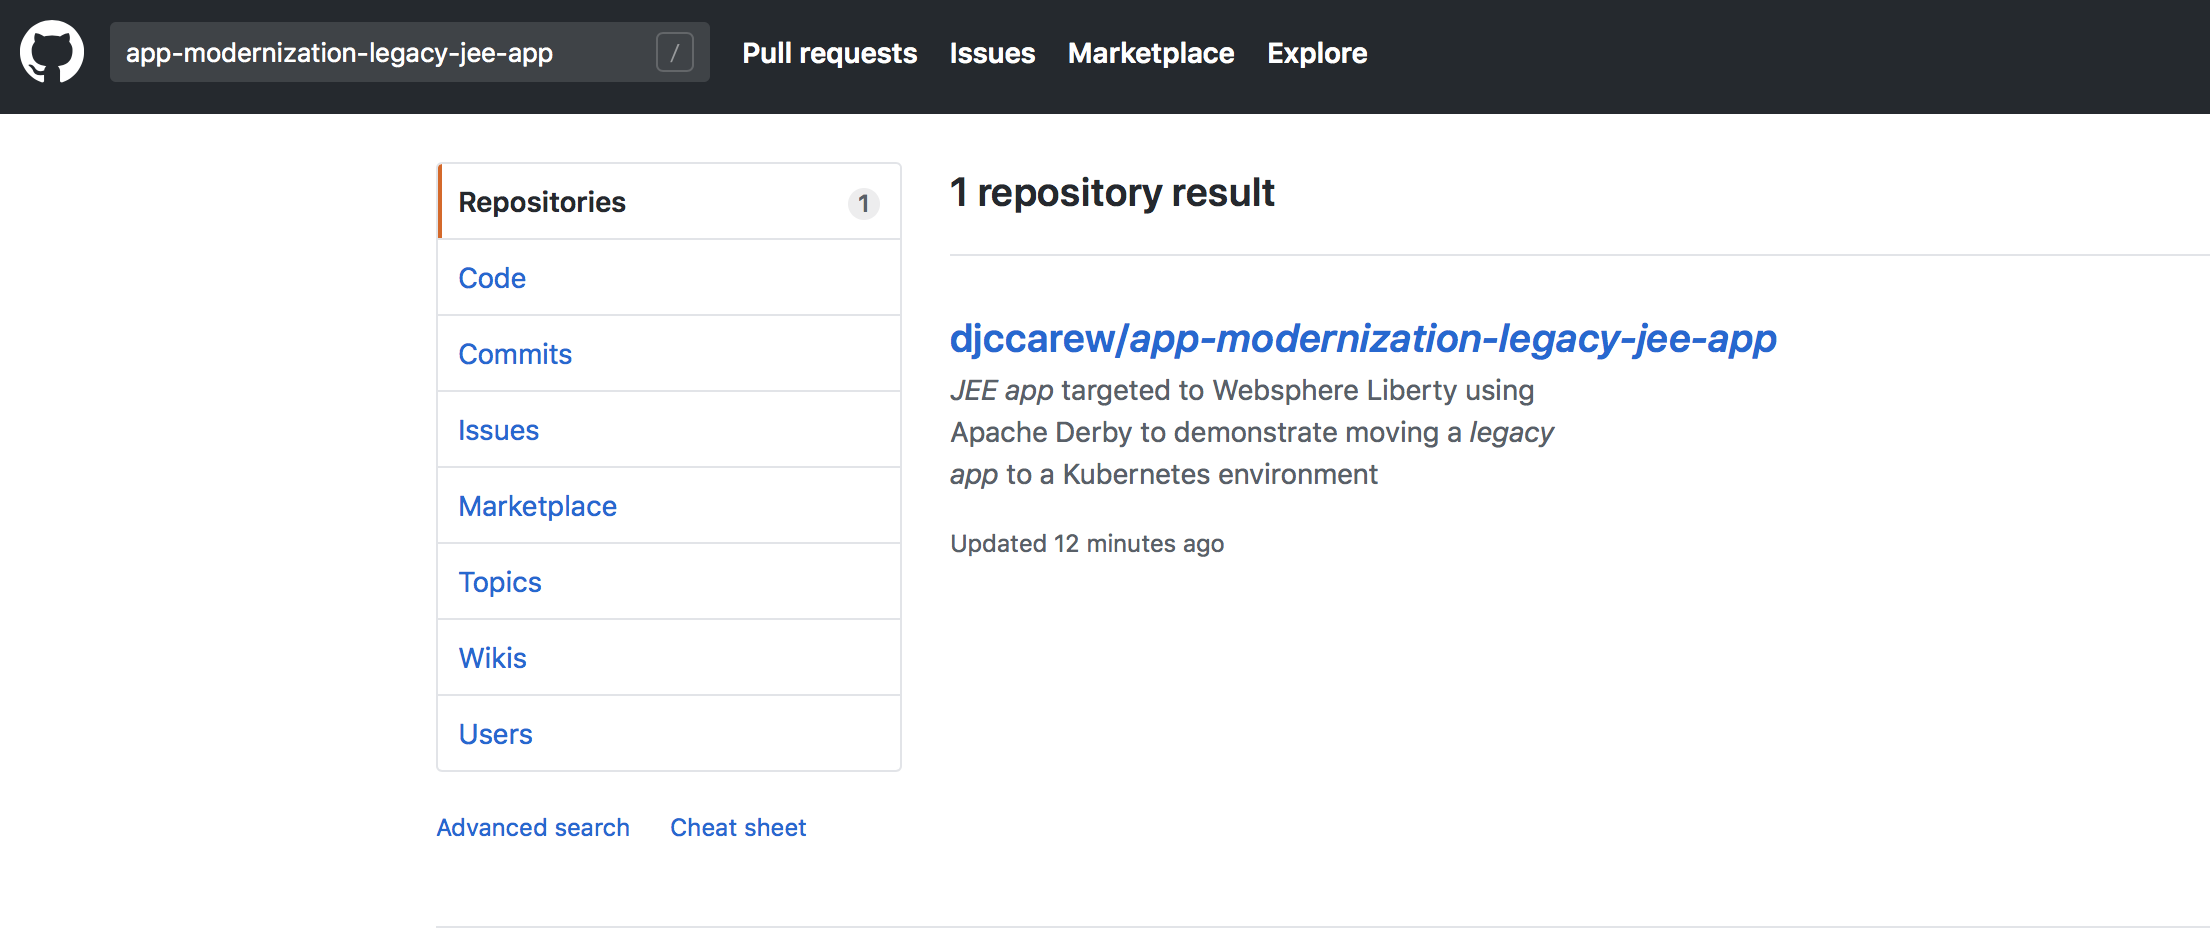 app-modernization-legacy-jee-app /
Pull requests Issues Marketplace Explore
Repositories 1
Code
Commits
Issues
Marketplace
Topics
Wikis
Users
Advanced search Cheat sheet
1 repository result
djccarew/app-modernization-legacy-jee-app
JEE app targeted to Websphere Liberty using
Apache Derby to demonstrate moving a legacy
app to a Kubernetes environment
Updated 12 minutes ago